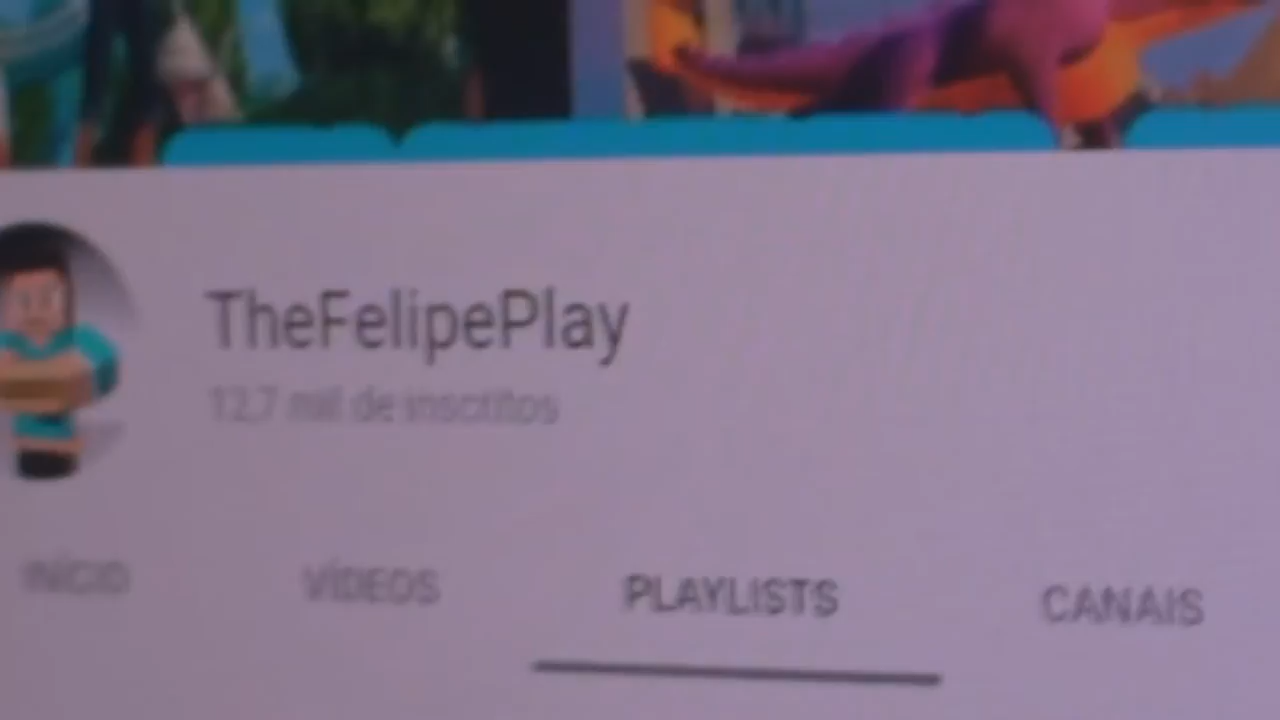 TheFelipePlay
12,7 mil de inscritos
INÍCIO
VÍDEOS
PLAYLISTS
CANAIS